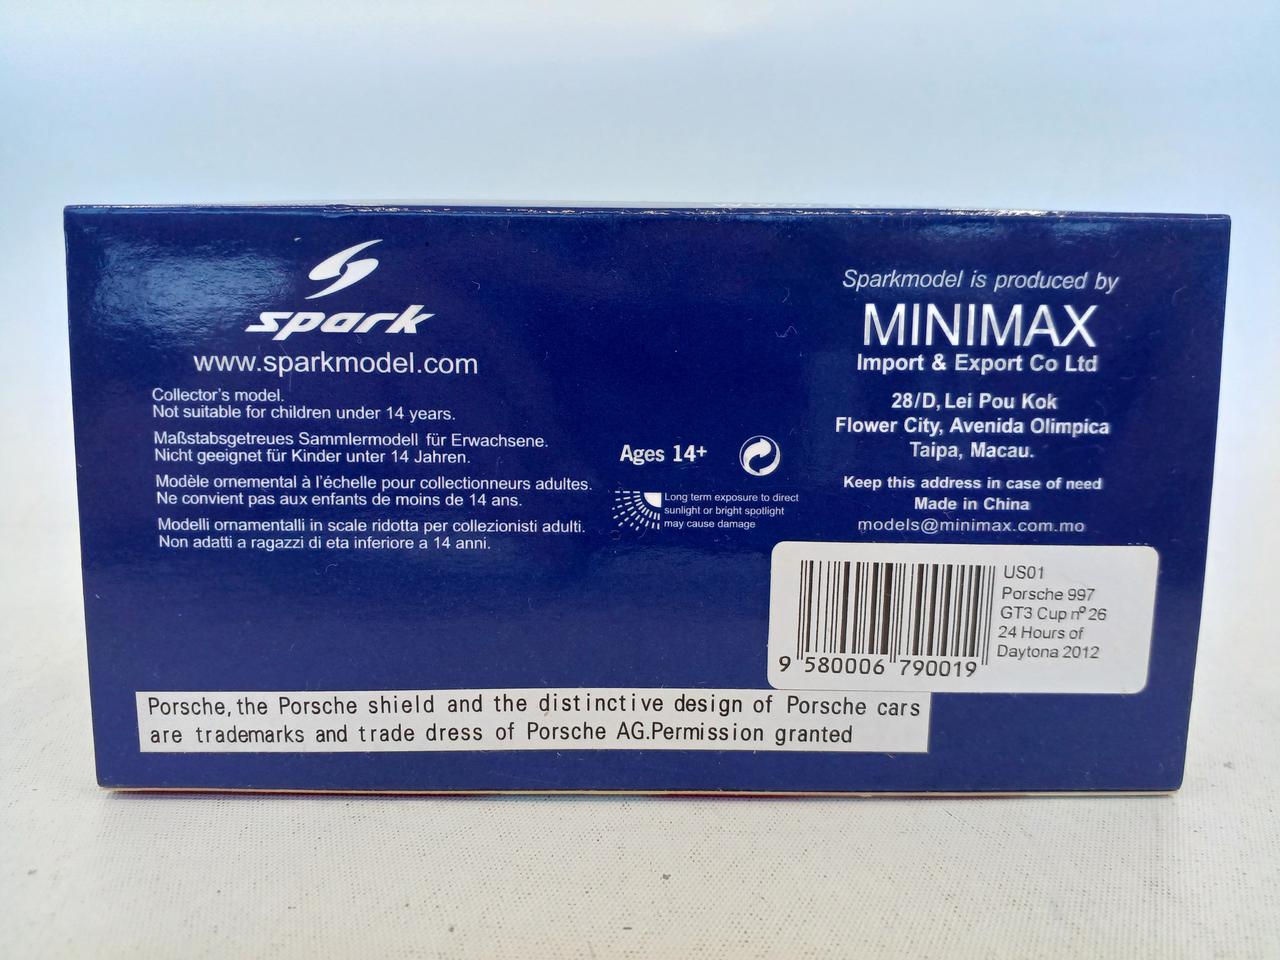 spark
www.sparkmodel.com
Collector's model.
Not suitable for children under 14 years.
Maßstabsgetreues Sammlermodell für Erwachsene.
Nicht geeignet für Kinder unter 14 Jahren.
Modèle ornemental à l'échelle pour collectionneurs adultes.
Ne convient pas aux enfants de moins de 14 ans.
Modelli ornamentalli in scale ridotta per collezionisti adulti.
Non adatti a ragazzi di eta inferiore a 14 anni.
Ages 14+
Long term exposure to direct
sunlight or bright spotlight
may cause damage
Sparkmodel is produced by
MINIMAX
Import & Export Co Ltd
28/D, Lei Pou Kok
Flower City, Avenida Olimpica
Taipa, Macau.
Keep this address in case of need
Made in China
models@minimax.com.mo
US01
Porsche 997
GT3 Cup nº 26
24 Hours of
Daytona 2012
9 580006 790019
Porsche, the Porsche shield and the distinctive design of Porsche cars
are trademarks and trade dress of Porsche AG.Permission granted